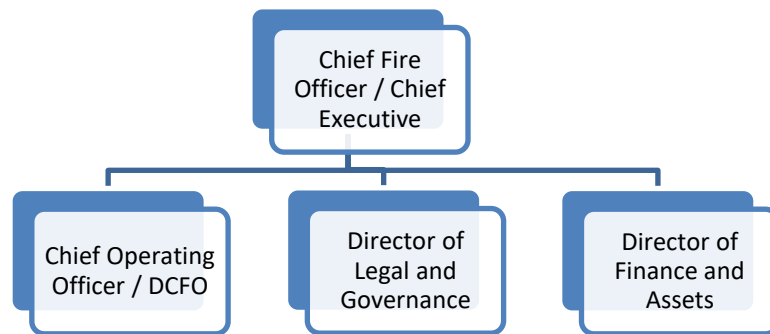 Chief Fire
Officer / Chief
Executive
Chief Operating
Officer / DCFO
Director of
Legal and
Governance
Director of
Finance and
Assets